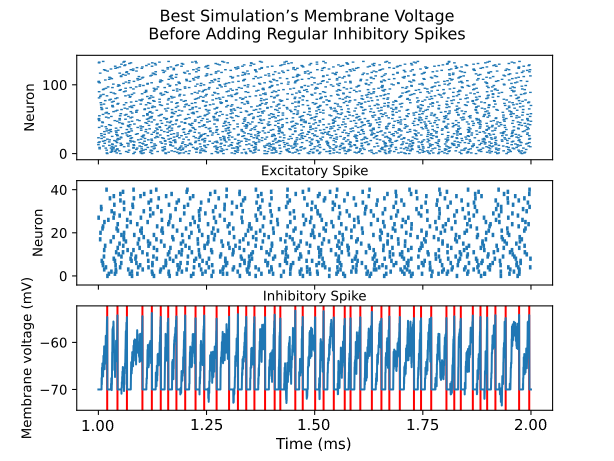 Best Simulation’s Membrane Voltage
Before Adding Regular Inhibitory Spikes
100
0
Neuron
Excitatory Spike
40
20
0
Neuron
Inhibitory Spike
−60
−70
Membrane voltage (mV)
1.00 1.25 1.50 1.75 2.00
Time (ms)